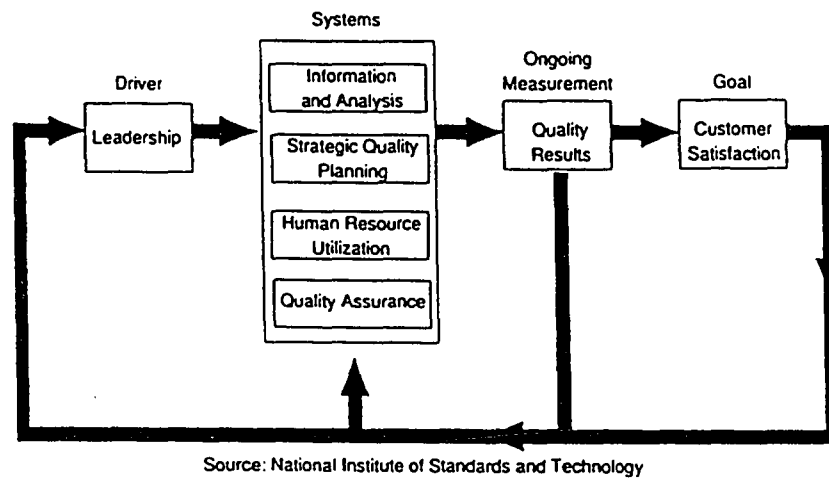 Systems
Driver
Leadership
Information
and Analysis
Strategic Quality
Planning
Human Resource
Utilization
Quality Assurance
Ongoing
Measurement
Quality
Results
Goal
Customer
Satisfaction
Source: National Institute of Standards and Technology